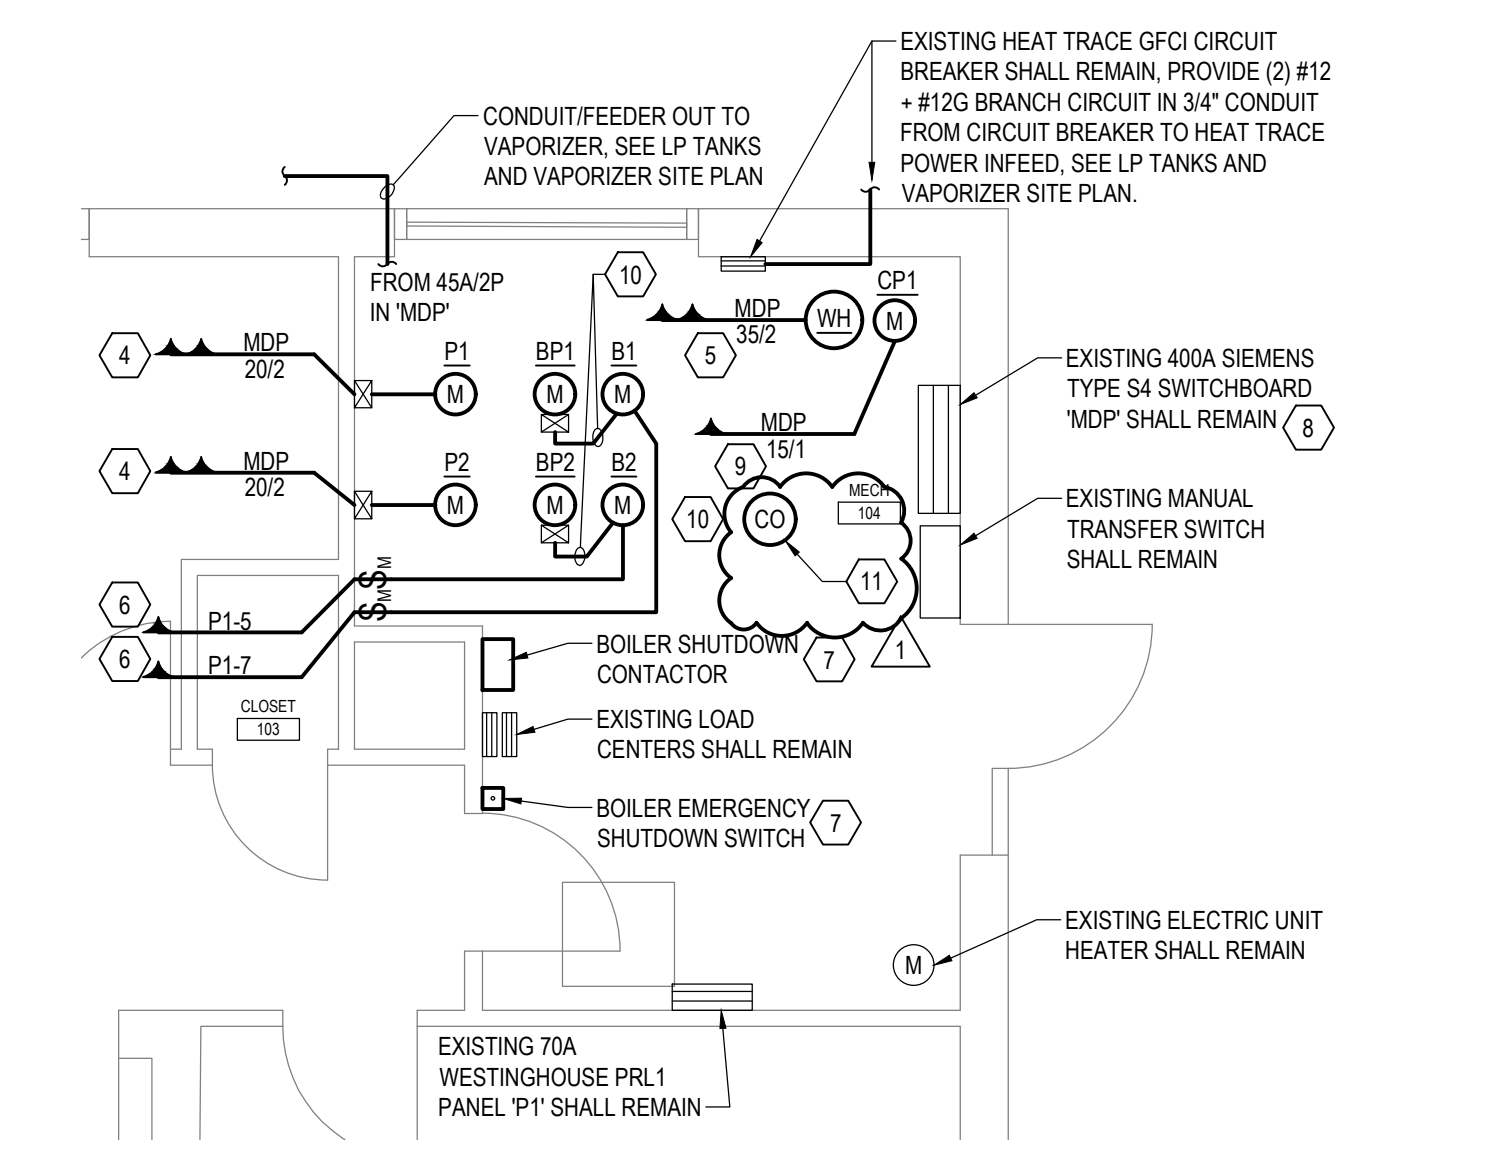 EXISTING HEAT TRACE GFCI CIRCUIT
BREAKER SHALL REMAIN, PROVIDE (2) #12
+ #12G BRANCH CIRCUIT IN 3/4" CONDUIT
FROM CIRCUIT BREAKER TO HEAT TRACE
POWER INFEED, SEE LP TANKS AND
VAPORIZER SITE PLAN.
CONDUIT/FEEDER OUT TO
VAPORIZER, SEE LP TANKS
AND VAPORIZER SITE PLAN
FROM 45A/2P
IN 'MDP'
10
CP1
M
MDP
35/2
WH
5
4
MDP
20/2
P1
M
BP1
M
B1
M
EXISTING 400A SIEMENS
TYPE S4 SWITCHBOARD
'MDP' SHALL REMAIN
8
MDP
15/1
9
4
MDP
20/2
P2
M
BP2
M
B2
M
10
CO
MECH
104
11
EXISTING MANUAL
TRANSFER SWITCH
SHALL REMAIN
S M
S M
6
P1-5
6
P1-7
7
1
BOILER SHUTDOWN
CONTACTOR
CLOSET
103
EXISTING LOAD
CENTERS SHALL REMAIN
BOILER EMERGENCY
SHUTDOWN SWITCH
7
EXISTING ELECTRIC UNIT
HEATER SHALL REMAIN
M
EXISTING 70A
WESTINGHOUSE PRL1
PANEL 'P1' SHALL REMAIN